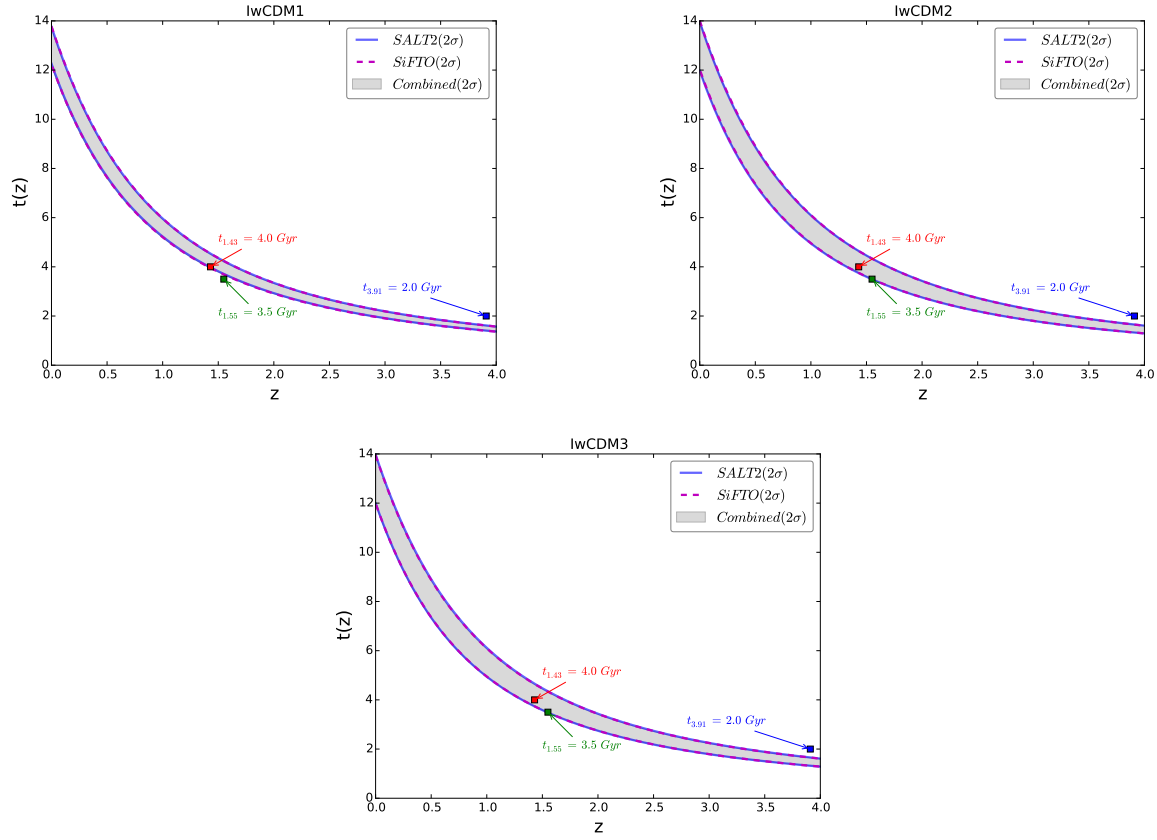 IwCDM1
14
12
10
8
6
4
2
0
t(z)
0.0 0.5 1.0 1.5 2.0 2.5 3.0 3.5 4.0
z
SALT2(2σ)
SiFTO(2σ)
Combined(2σ)
t1.43 = 4.0 Gyr
t3.91 = 2.0 Gyr
t1.55 = 3.5 Gyr
IwCDM2
14
12
10
8
6
4
2
0
t(z)
0.0 0.5 1.0 1.5 2.0 2.5 3.0 3.5 4.0
z
SALT2(2σ)
SiFTO(2σ)
Combined(2σ)
t1.43 = 4.0 Gyr
t3.91 = 2.0 Gyr
t1.55 = 3.5 Gyr
IwCDM3
14
12
10
8
6
4
2
0
t(z)
0.0 0.5 1.0 1.5 2.0 2.5 3.0 3.5 4.0
z
SALT2(2σ)
SiFTO(2σ)
Combined(2σ)
t1.43 = 4.0 Gyr
t3.91 = 2.0 Gyr
t1.55 = 3.5 Gyr